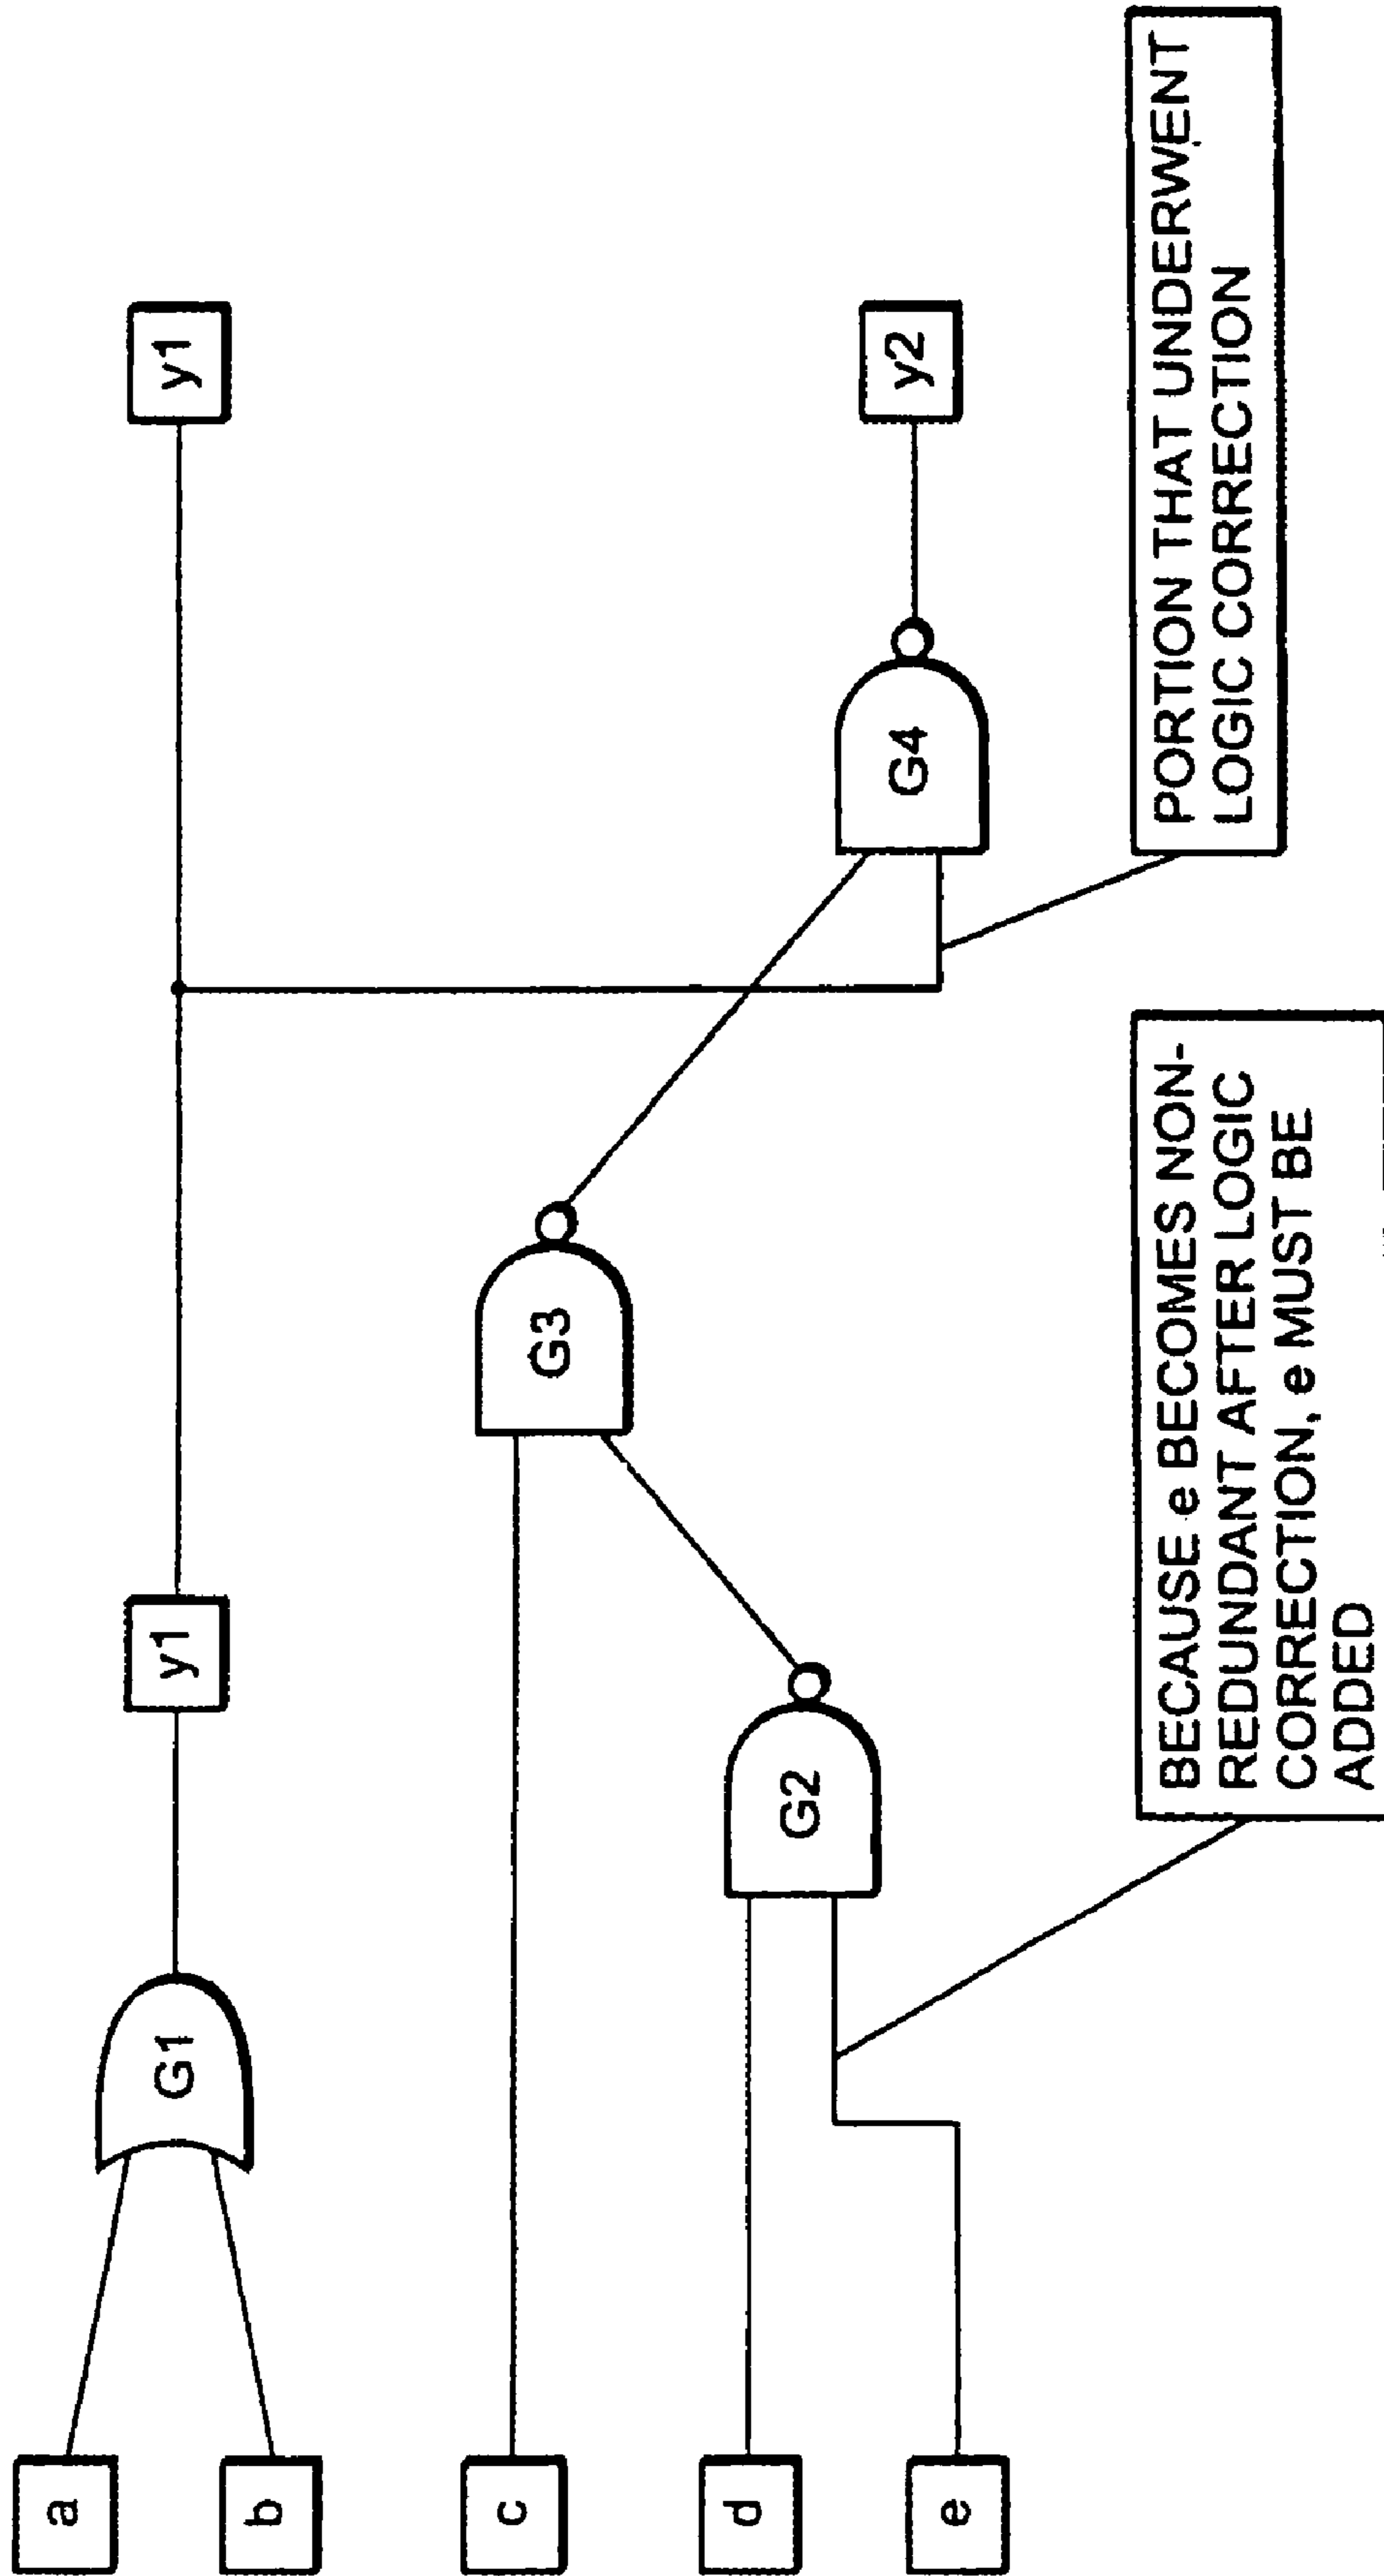 a
b
c
d
e
G1
y1
y1
G2
G3
G4
y2
BECAUSE e BECOMES NON-
REDUNDANT AFTER LOGIC
CORRECTION, e MUST BE
ADDED
PORTION THAT UNDERWENT
LOGIC CORRECTION